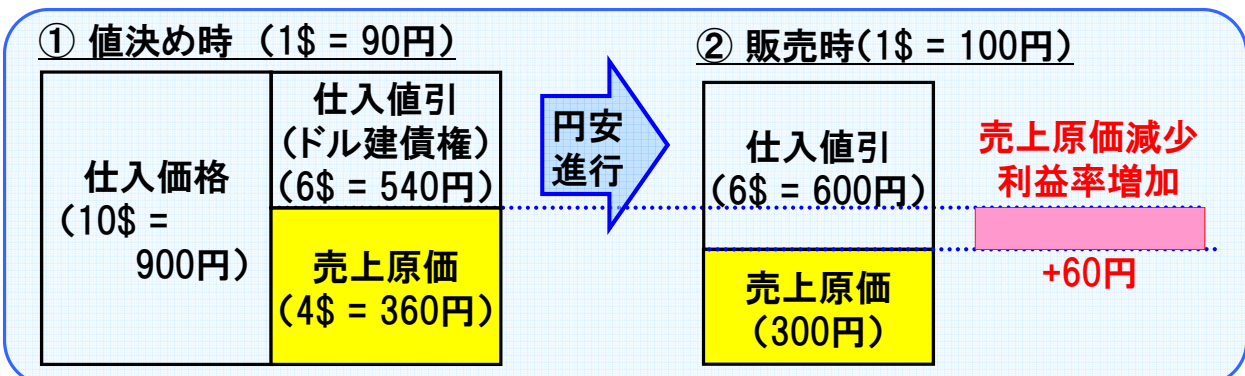 ① 値決め時 （1$ = 90円）
仕入価格
（10$ =
900円）
仕入値引
（ドル建債権）
（6$ = 540円）
売上原価
（4$ = 360円）
円安
進行
② 販売時（1$ = 100円）
仕入値引
（6$ = 600円）
売上原価
（300円）
売上原価減少
利益率増加
+60円